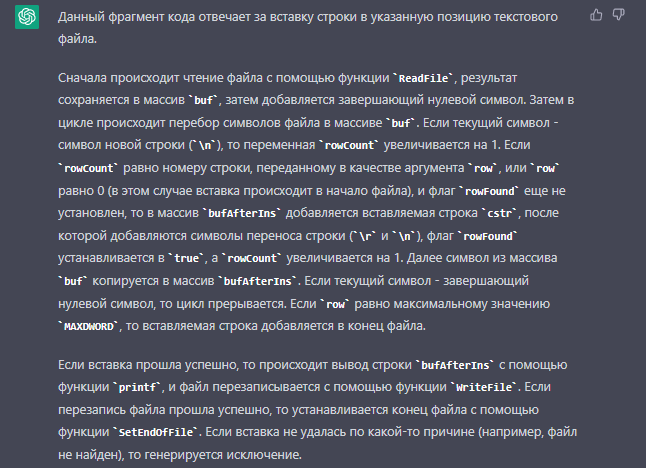 Данный фрагмент кода отвечает за вставку строки в указанную позицию текстового
файла.
Сначала происходит чтение файла с помощью функции `ReadFile`, результат
сохраняется в массив `buf`, затем добавляется завершающий нулевой символ. Затем в
цикле происходит перебор символов файла в массиве `buf`. Если текущий символ -
символ новой строки (`\n`), то переменная `rowCount` увеличивается на 1. Если
`rowCount` равно номеру строки, переданному в качестве аргумента `row`, или `row`
равно 0 (в этом случае вставка происходит в начало файла), и флаг `rowFound` еще не
установлен, то в массив `bufAfterIns` добавляется вставляемая строка `cstr`, после
которой добавляются символы переноса строки (`\r` и `\n`), флаг `rowFound`
устанавливается в `true`, а `rowCount` увеличивается на 1. Далее символ из массива
`buf` копируется в массив `bufAfterIns`. Если текущий символ - завершающий
нулевой символ, то цикл прерывается. Если `row` равно максимальному значению
`MAXDWORD`, то вставляемая строка добавляется в конец файла.
Если вставка прошла успешно, то происходит вывод строки `bufAfterIns` с помощью
функции `printf`, и файл перезаписывается с помощью функции `WriteFile`. Если
перезапись файла прошла успешно, то устанавливается конец файла с помощью
функции `SetEndOfFile`. Если вставка не удалась по какой-то причине (например, файл
не найден), то генерируется исключение.